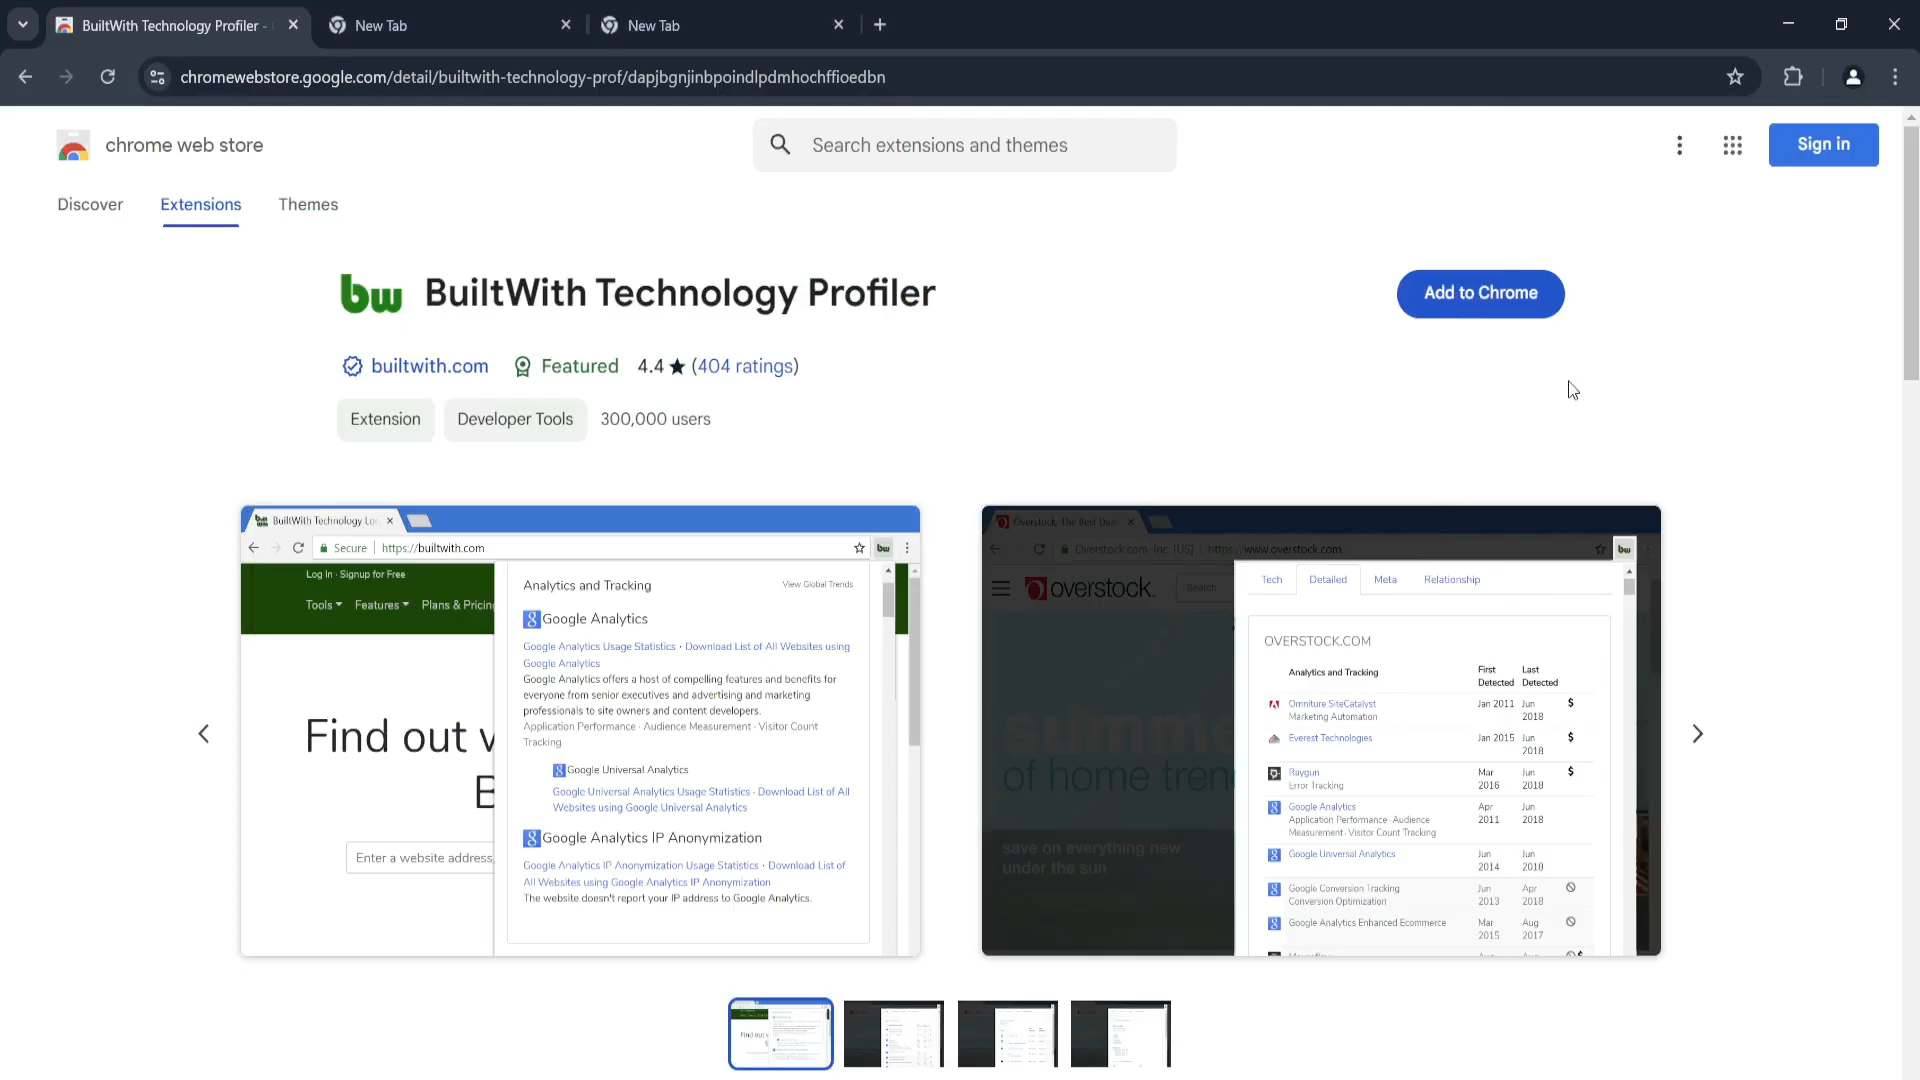 BuiltWith Technology Profiler -
New Tab
New Tab
chromewebstore.google.com/detail/builtwith-technology-prof/dapjbgnjinbpoindlpdmhochffioedbn
chrome web store
Search extensions and themes
Sign in
Discover
Extensions
Themes
bw
BuiltWith Technology Profiler
Add to Chrome
builtwith.com
Featured
4.4 ★ (404 ratings)
Extension
Developer Tools
300,000 users
BuiltWith Technology Loo
Secure
https://builtwith.com
bw
Log In · Signup for Free
Tools
Features
Plans & Pricing
Find out
Enter a website address,
Analytics and Tracking
View Global Trends
Google Analytics
Google Analytics Usage Statistics · Download List of All Websites using
Google Analytics
Google Analytics offers a host of compelling features and benefits for
everyone from senior executives and advertising and marketing
professionals to site owners and content developers.
Application Performance · Audience Measurement · Visitor Count
Tracking
Google Universal Analytics
Google Universal Analytics Usage Statistics · Download List of All
Websites using Google Universal Analytics
Google Analytics IP Anonymization
Google Analytics IP Anonymization Usage Statistics · Download List of
All Websites using Google Analytics IP Anonymization
The website doesn't report your IP address to Google Analytics.
Overstock: The Best Deal
Overstock.com, Inc. [US]
https://www.overstock.com
bw
overstock.
Search
summe
of home tren
save on everything new
under the sun
Tech
Detailed
Meta
Relationship
OVERSTOCK.COM
Analytics and Tracking
First Detected
Last Detected
Omniture SiteCatalyst
Marketing Automation
Jan 2011
Jun 2018
$
Everest Technologies
Jan 2015
Jun 2018
$
Raygun
Error Tracking
Mar 2016
Jun 2018
$
Google Analytics
Application Performance · Audience
Measurement · Visitor Count Tracking
Apr 2011
Jun 2018
Google Universal Analytics
Jun 2014
Jun 2018
Google Conversion Tracking
Conversion Optimization
Jun 2013
Apr 2018
Google Analytics Enhanced Ecommerce
Mar 2015
Aug 2017